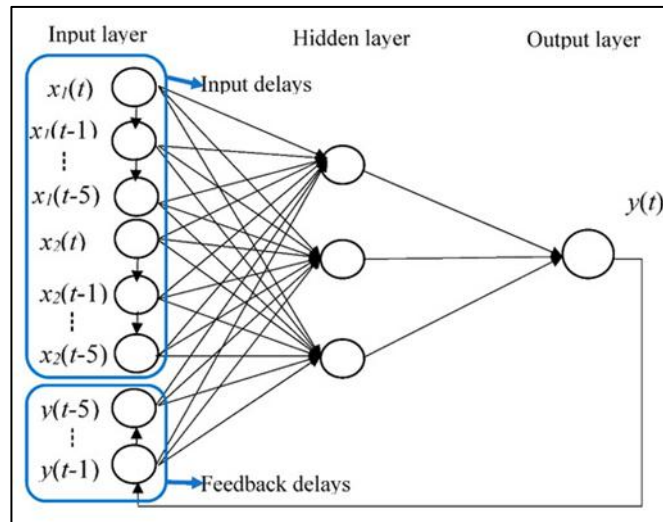 Input layer
Hidden layer
Output layer
Input delays
x₁(t)
x₁(t-1)
x₁(t-5)
x₂(t)
x₂(t-1)
x₂(t-5)
y(t-5)
y(t-1)
Feedback delays
y(t)